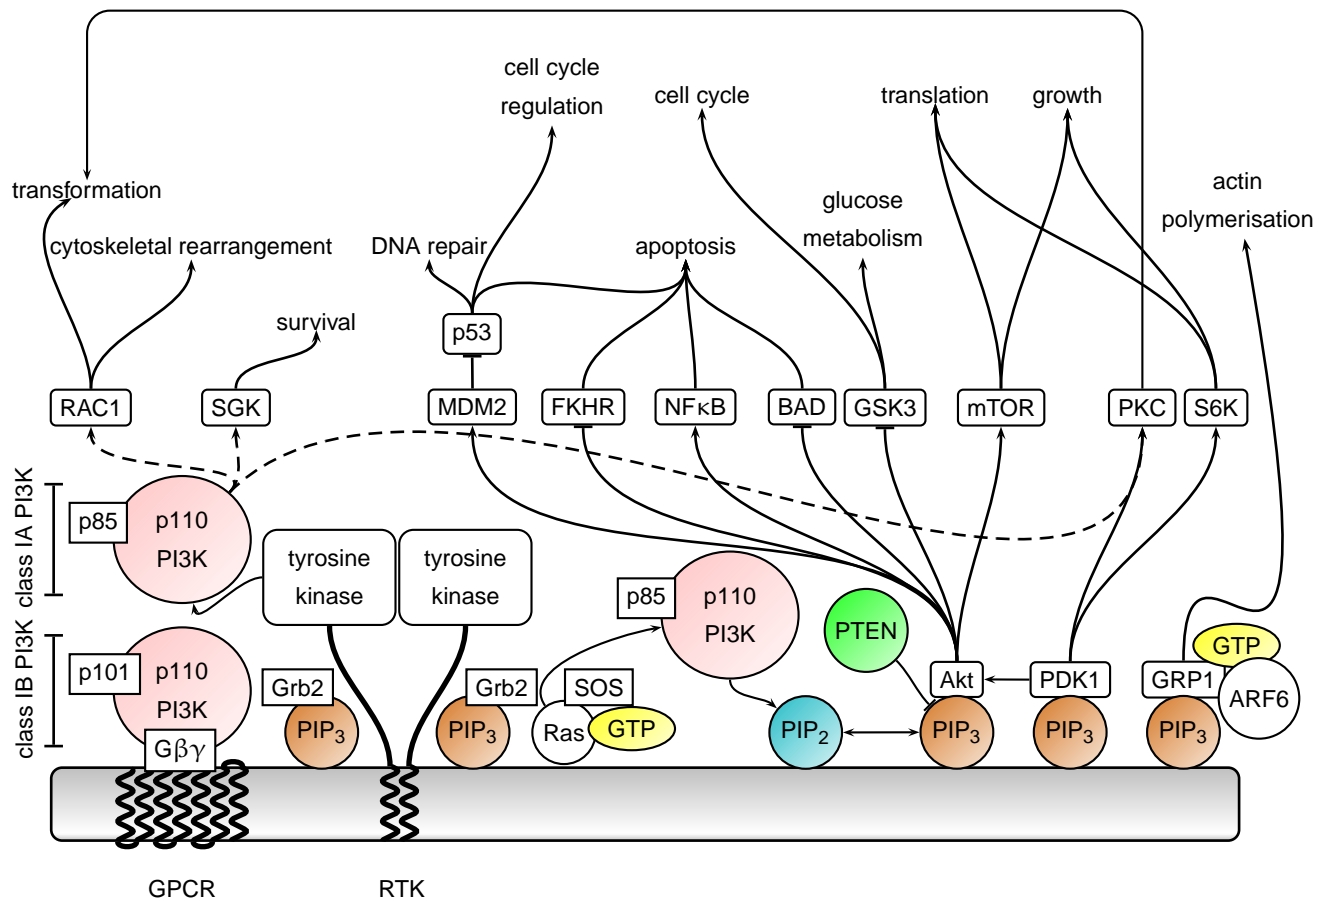 cell cycle
regulation
cell cycle
translation
growth
transformation
actin
polymerisation
glucose
metabolism
cytoskeletal rearrangement
DNA repair
apoptosis
survival
p53
RAC1
SGK
MDM2
FKHR
NFκB
BAD
GSK3
mTOR
PKC
S6K
class IA PI3K
p85
p110
PI3K
tyrosine
kinase
tyrosine
kinase
p85
p110
PI3K
PTEN
class IB PI3K
p101
p110
PI3K
Gβγ
Grb2
PIP3
Grb2
PIP3
SOS
Ras
GTP
PIP2
Akt
PIP3
PDK1
PIP3
GRP1
PIP3
GTP
ARF6
GPCR
RTK